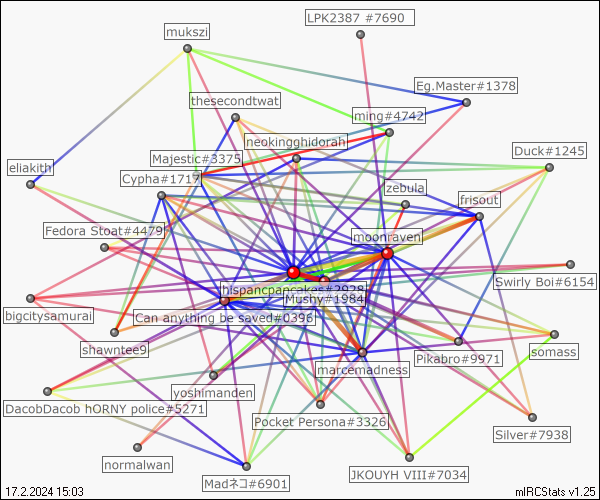 LPK2387 #7690
mukszi
Eg.Master#1378
thesecondtwat
ming#4742
neokingghidorah
Duck#1245
Majestic#3375
eliakith
Cypha#1717
zebula
frisout
Fedora Stoat#4479
moonraven
Swirly Boi#6154
hispancpancakes#3928
Mushy#1984
bigcitysamurai
Can anything be saved#0396
shawntee9
somass
Pikabro#9971
marcemadness
yoshimanden
DacobDacob hORNY police#5271
Pocket Persona#3326
Silver#7938
normalwan
JKOUYH VIII#7034
Madネコ#6901
17.2.2024 15:03
mIRCStats v1.25